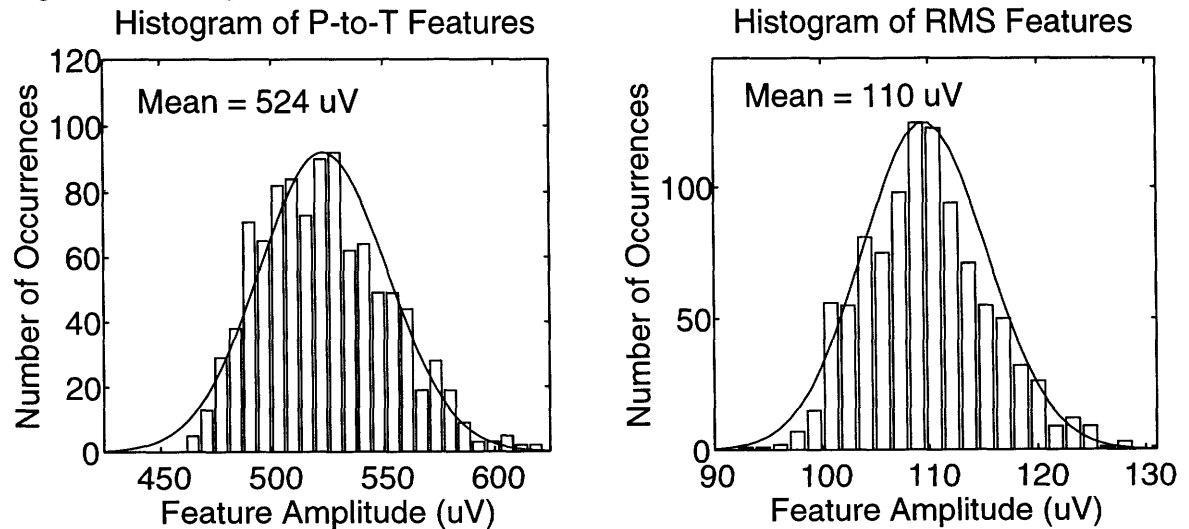 Histogram of P-to-T Features
Number of Occurrences
120
100
80
60
40
20
0
Mean = 524 uV
450 500 550 600
Feature Amplitude (uV)
Histogram of RMS Features
Number of Occurrences
100
50
0
Mean = 110 uV
90 100 110 120 130
Feature Amplitude (uV)